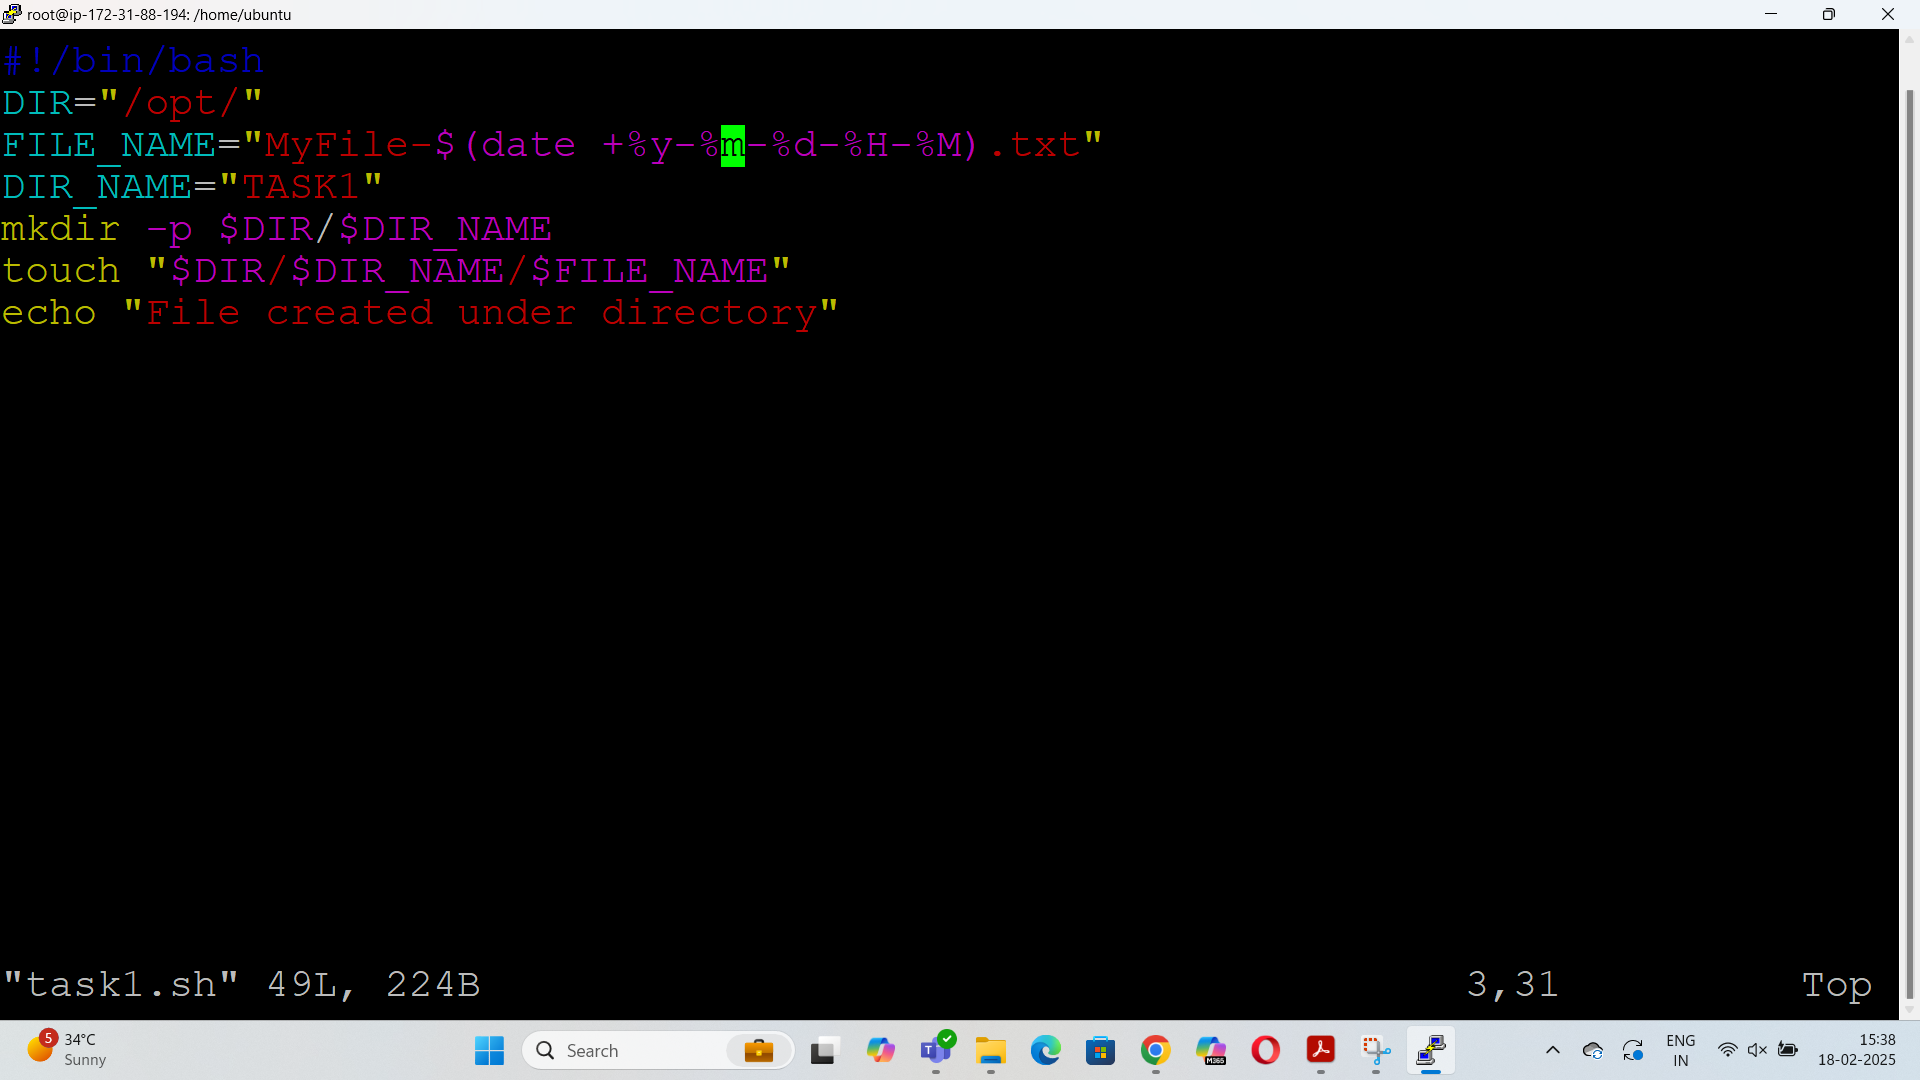 root@ip-172-31-88-194: /home/ubuntu
#!/bin/bash
DIR="/opt/"
FILE_NAME="MyFile-$(date +%y-%m-%d-%H-%M).txt"
DIR_NAME="TASK1"
mkdir -p $DIR/$DIR_NAME
touch "$DIR/$DIR_NAME/$FILE_NAME"
echo "File created under directory"
"task1.sh" 49L, 224B 3,31 Top
5
34°C
Sunny
Search
T
M365
ENG
IN
15:38
18-02-2025